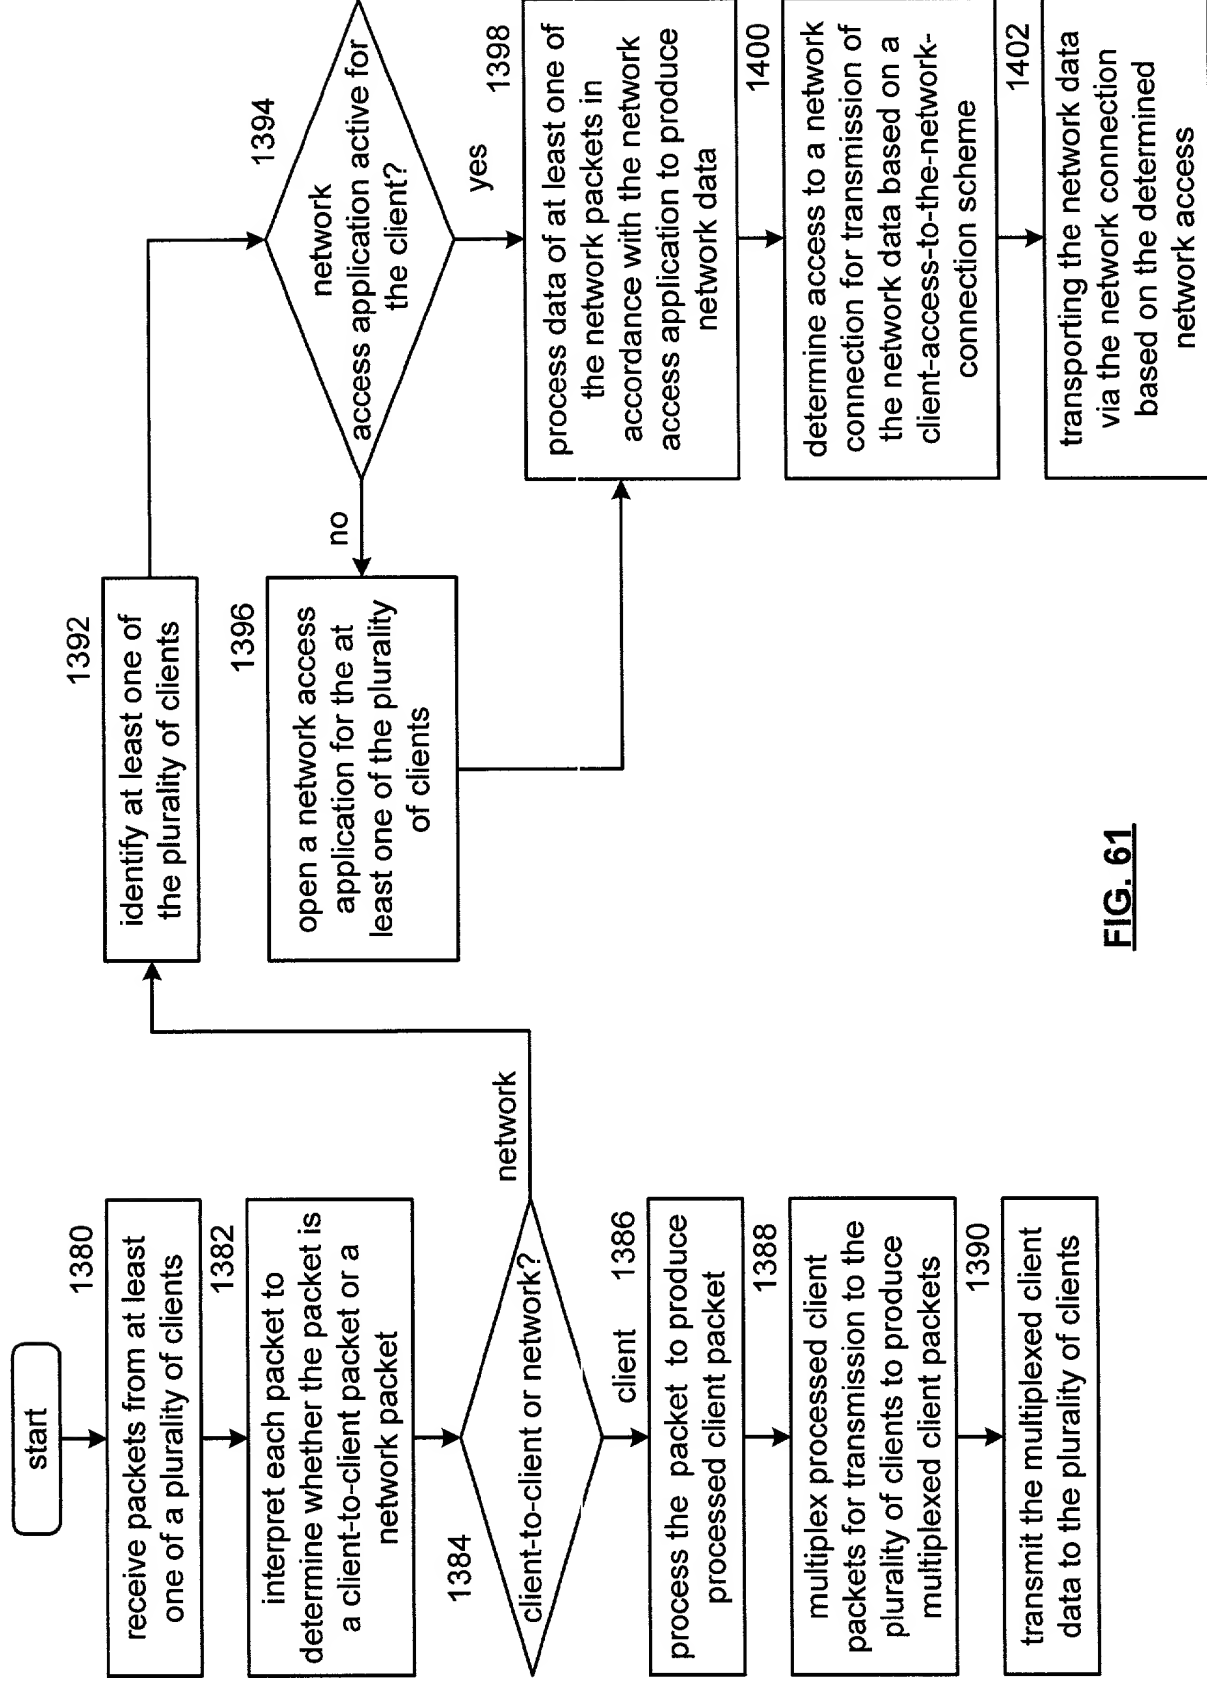 start
1380
receive packets from at least
one of a plurality of clients
1382
interpret each packet to
determine whether the packet is
a client-to-client packet or a
network packet
1384
client-to-client or network?
network
client
1386
process the packet to produce
processed client packet
1388
multiplex processed client
packets for transmission to the
plurality of clients to produce
multiplexed client packets
1390
transmit the multiplexed client
data to the plurality of clients
1392
identify at least one of
the plurality of clients
1394
network
access application active for
the client?
no
yes
1396
open a network access
application for the at
least one of the plurality
of clients
1398
process data of at least one of
the network packets in
accordance with the network
access application to produce
network data
1400
determine access to a network
connection for transmission of
the network data based on a
client-access-to-the-network-
connection scheme
1402
transporting the network data
via the network connection
based on the determined
network access
FIG. 61